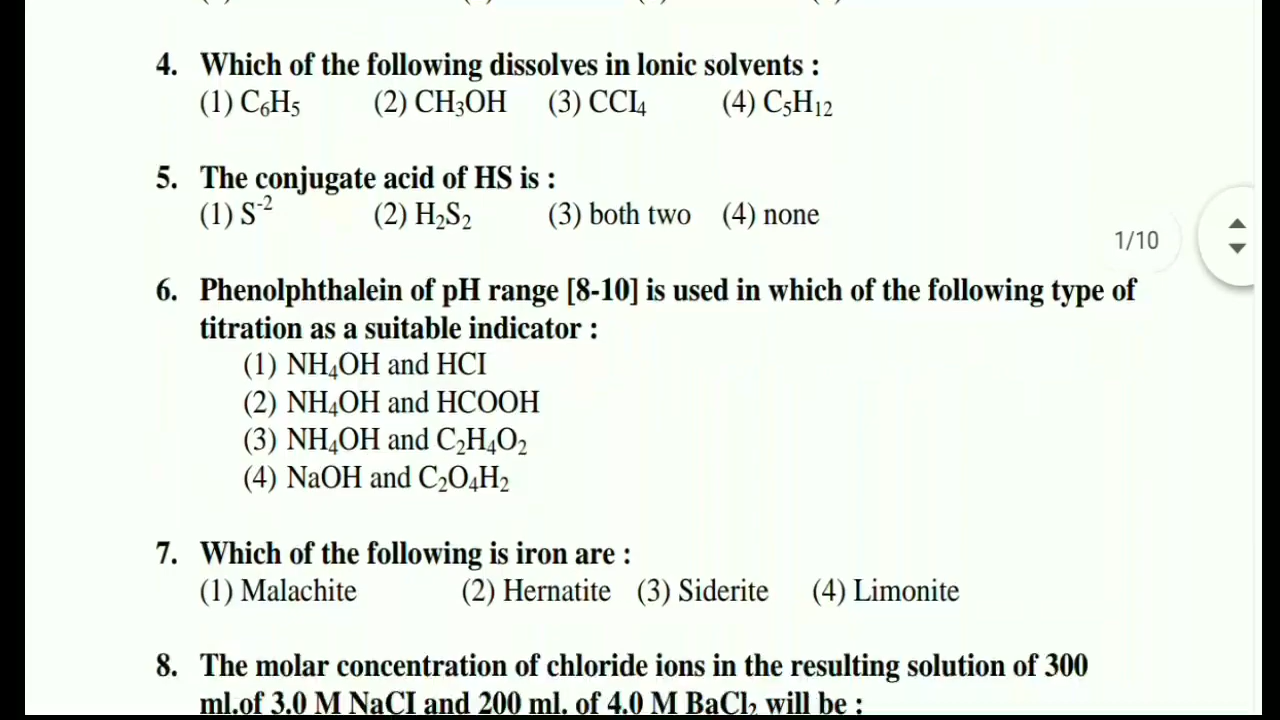 4. Which of the following dissolves in lonic solvents :
(1) C₆H₅ (2) CH₃OH (3) CCI₄ (4) C₅H₁₂
5. The conjugate acid of HS is :
(1) S⁻² (2) H₂S₂ (3) both two (4) none
1/10
6. Phenolphthalein of pH range [8-10] is used in which of the following type of
titration as a suitable indicator :
(1) NH₄OH and HCI
(2) NH₄OH and HCOOH
(3) NH₄OH and C₂H₄O₂
(4) NaOH and C₂O₄H₂
7. Which of the following is iron are :
(1) Malachite (2) Hernatite (3) Siderite (4) Limonite
8. The molar concentration of chloride ions in the resulting solution of 300
ml.of 3.0 M NaCI and 200 ml. of 4.0 M BaCl₂ will be :